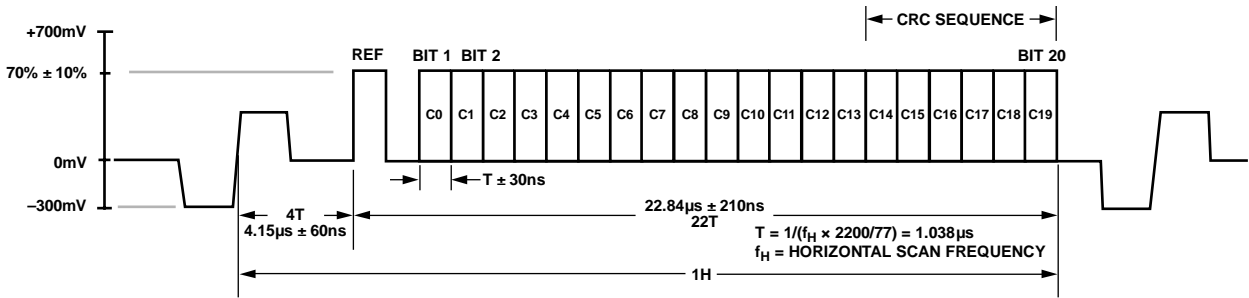 CRC SEQUENCE
+700mV
REF
BIT 1
BIT 2
BIT 20
70% ± 10%
C0
C1
C2
C3
C4
C5
C6
C7
C8
C9
C10
C11
C12
C13
C14
C15
C16
C17
C18
C19
0mV
T ± 30ns
–300mV
4T
4.15µs ± 60ns
22.84µs ± 210ns
22T
T = 1/(fH × 2200/77) = 1.038µs
fH = HORIZONTAL SCAN FREQUENCY
1H